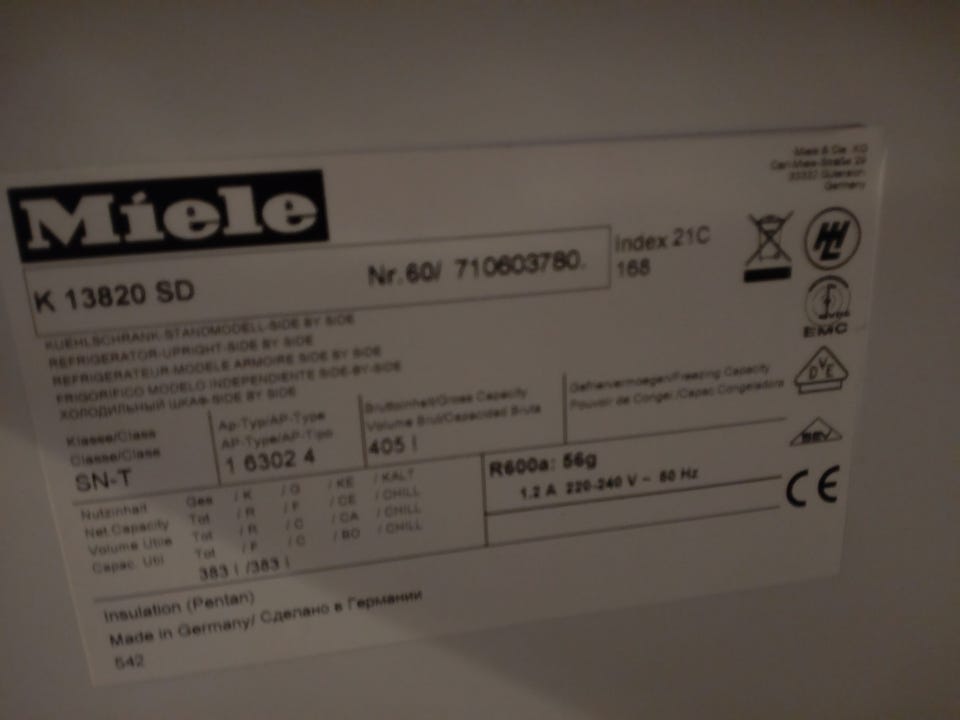 Miele
Miele & Cie. KG
Carl-Miele-Straße 29
33332 Gütersloh
Germany
K 13820 SD Nr.60/ 710603780.
Index 21C
168
KUEHLSCHRANK-STANDMODELL-SIDE BY SIDE
REFRIGERATOR-UPRIGHT-SIDE BY SIDE
REFRIGERATEUR-MODELE ARMOIRE SIDE BY SIDE
FRIGORIFICO MODELO INDEPENDIENTE SIDE-BY-SIDE
ХОЛОДИЛЬНЫЙ ШКАФ-SIDE BY SIDE
EMC
DVE
Klasse/Class
Classe/Classe
SN-T
Ap-Typ/AP-Type
AP-Type/AP-Tipo
1 6302 4
Bruttoinhalt/Gross Capacity
Volume Brut/Capacidad Bruta
405 l
Gefriervermoegen/Freezing Capacity
Pouvoir de Congel./Capac.Congeladora
Nutzinhalt Ges /K /G /KE /KALT
Net.Capacity Tot /R /F /CE /CHILL
Volume Utile Tot /R /C /CA /CHILL
Capac. Util Tot /F /C /BO /CHILL
383 l /383 l
R600a: 56g
1.2 A 220-240 V ~ 50 Hz
CE
Insulation (Pentan)
Made in Germany/ Сделано в Германии
542